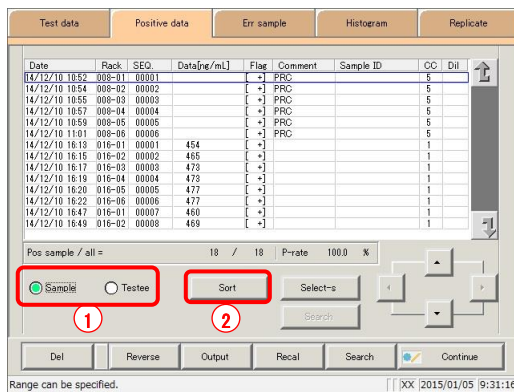 Test data Positive data Err sample Histogram Replicate
Date Rack SEQ. Data[ng/mL] Flag Comment Sample ID CC Dil
14/12/10 10:52 008-01 00001 [ +] PRC 5
14/12/10 10:54 008-02 00002 [ +] PRC 5
14/12/10 10:55 008-03 00003 [ +] PRC 5
14/12/10 10:57 008-04 00004 [ +] PRC 5
14/12/10 10:59 008-05 00005 [ +] PRC 5
14/12/10 11:01 008-06 00006 [ +] PRC 5
14/12/10 16:13 016-01 00001 454 [ +] 1
14/12/10 16:15 016-02 00002 465 [ +] 1
14/12/10 16:17 016-03 00003 473 [ +] 1
14/12/10 16:19 016-04 00004 473 [ +] 1
14/12/10 16:20 016-05 00005 477 [ +] 1
14/12/10 16:22 016-06 00006 477 [ +] 1
14/12/10 16:47 016-01 00007 460 [ +] 1
14/12/10 16:49 016-02 00008 469 [ +] 1
Pos sample / all = 18 / 18 P-rate 100.0 %
Sample Testee Sort Select-s
1 2 Search
Del Reverse Output Recal Search Continue
Range can be specified. XX 2015/01/05 9:31:16